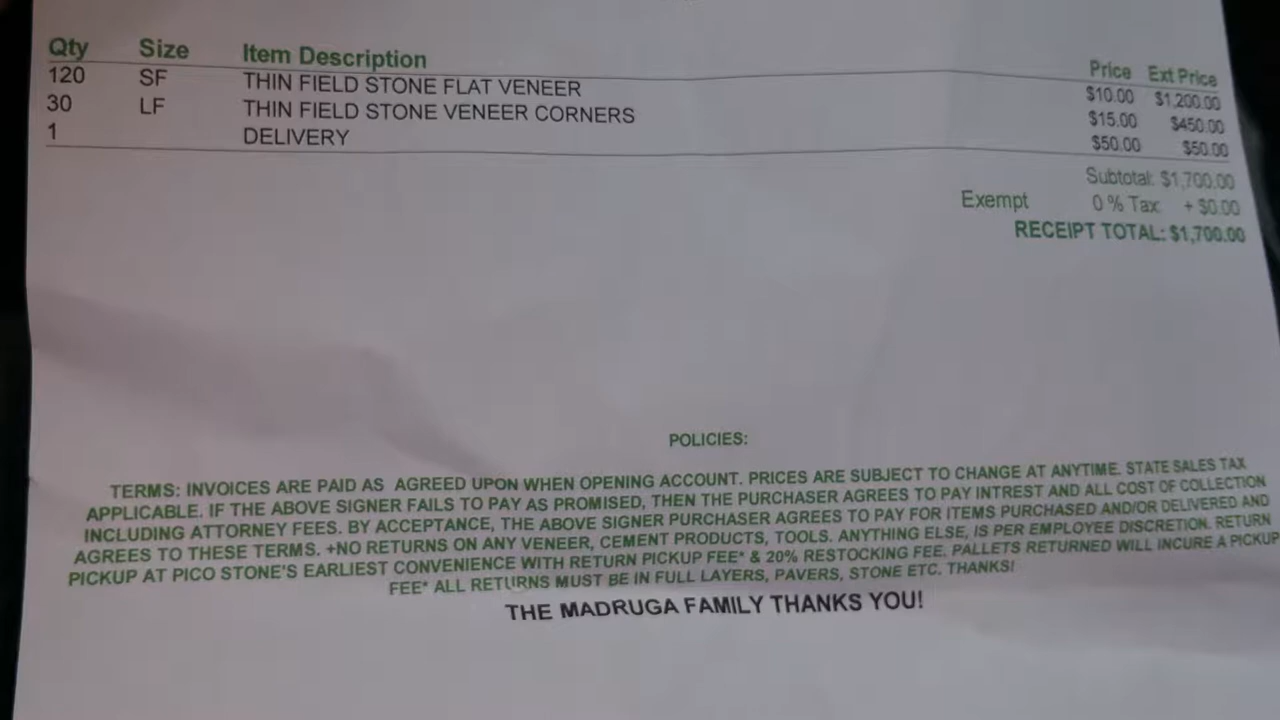 Qty Size Item Description Price Ext Price
120 SF THIN FIELD STONE FLAT VENEER $10.00 $1,200.00
30 LF THIN FIELD STONE VENEER CORNERS $15.00 $450.00
1 DELIVERY $50.00 $50.00
Subtotal: $1,700.00
Exempt 0 % Tax: + $0.00
RECEIPT TOTAL: $1,700.00
POLICIES:
TERMS: INVOICES ARE PAID AS AGREED UPON WHEN OPENING ACCOUNT. PRICES ARE SUBJECT TO CHANGE AT ANYTIME. STATE SALES TAX
APPLICABLE. IF THE ABOVE SIGNER FAILS TO PAY AS PROMISED, THEN THE PURCHASER AGREES TO PAY INTREST AND ALL COST OF COLLECTION
INCLUDING ATTORNEY FEES. BY ACCEPTANCE, THE ABOVE SIGNER PURCHASER AGREES TO PAY FOR ITEMS PURCHASED AND/OR DELIVERED AND
AGREES TO THESE TERMS. +NO RETURNS ON ANY VENEER, CEMENT PRODUCTS, TOOLS. ANYTHING ELSE, IS PER EMPLOYEE DISCRETION. RETURN
PICKUP AT PICO STONE'S EARLIEST CONVENIENCE WITH RETURN PICKUP FEE* & 20% RESTOCKING FEE. PALLETS RETURNED WILL INCURE A PICKUP
FEE* ALL RETURNS MUST BE IN FULL LAYERS, PAVERS, STONE ETC. THANKS!
THE MADRUGA FAMILY THANKS YOU!